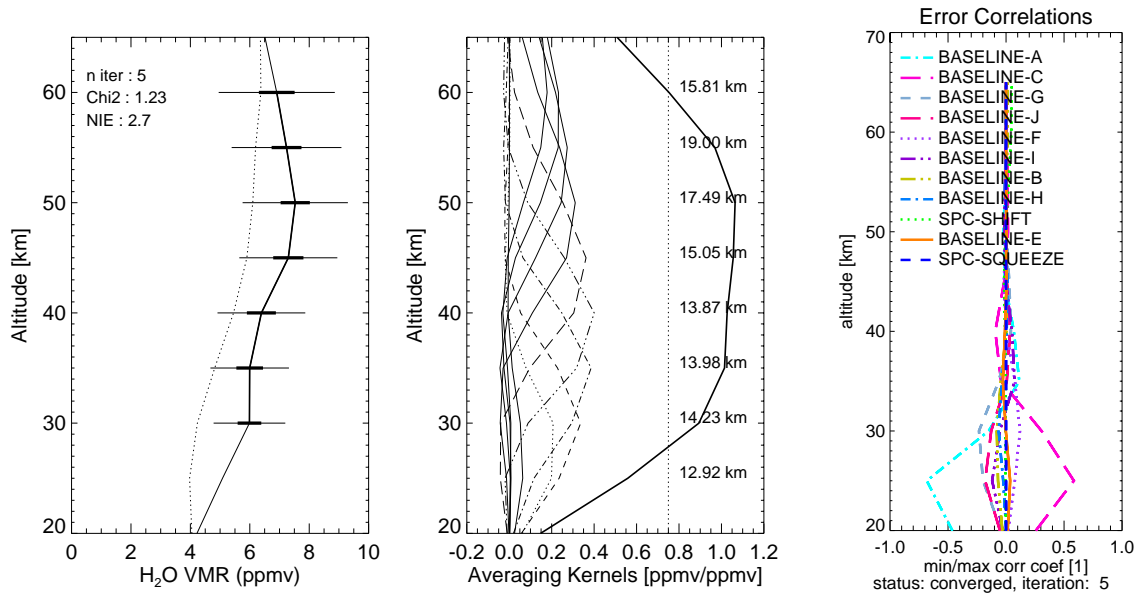 n iter : 5
Chi2 : 1.23
NIE : 2.7
60
50
40
30
20
Altitude [km]
0 2 4 6 8 10
H2O VMR (ppmv)
60
50
40
30
20
Altitude [km]
15.81 km
19.00 km
17.49 km
15.05 km
13.87 km
13.98 km
14.23 km
12.92 km
-0.2 0.0 0.2 0.4 0.6 0.8 1.0 1.2
Averaging Kernels [ppmv/ppmv]
Error Correlations
70
60
50
40
30
20
altitude [km]
BASELINE-A
BASELINE-C
BASELINE-G
BASELINE-J
BASELINE-F
BASELINE-I
BASELINE-B
BASELINE-H
SPC-SHIFT
BASELINE-E
SPC-SQUEEZE
-1.0 -0.5 0.0 0.5 1.0
min/max corr coef [1]
status: converged, iteration: 5